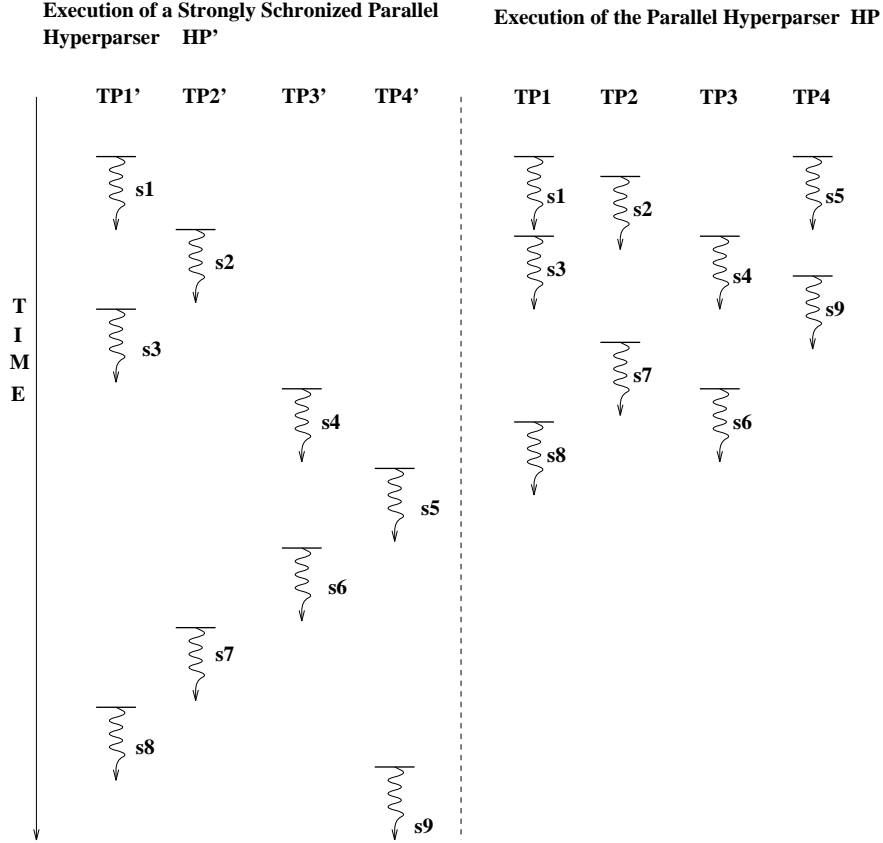 Execution of a Strongly Schronized Parallel
Hyperparser HP’
Execution of the Parallel Hyperparser HP
TP1’ TP2’ TP3’ TP4’ TP1 TP2 TP3 TP4
s1 s1 s2 s5
s2 s3 s4
s3 s9
s4 s7 s6
s8
s5
s6
s7
s8
s9
T
I
M
E